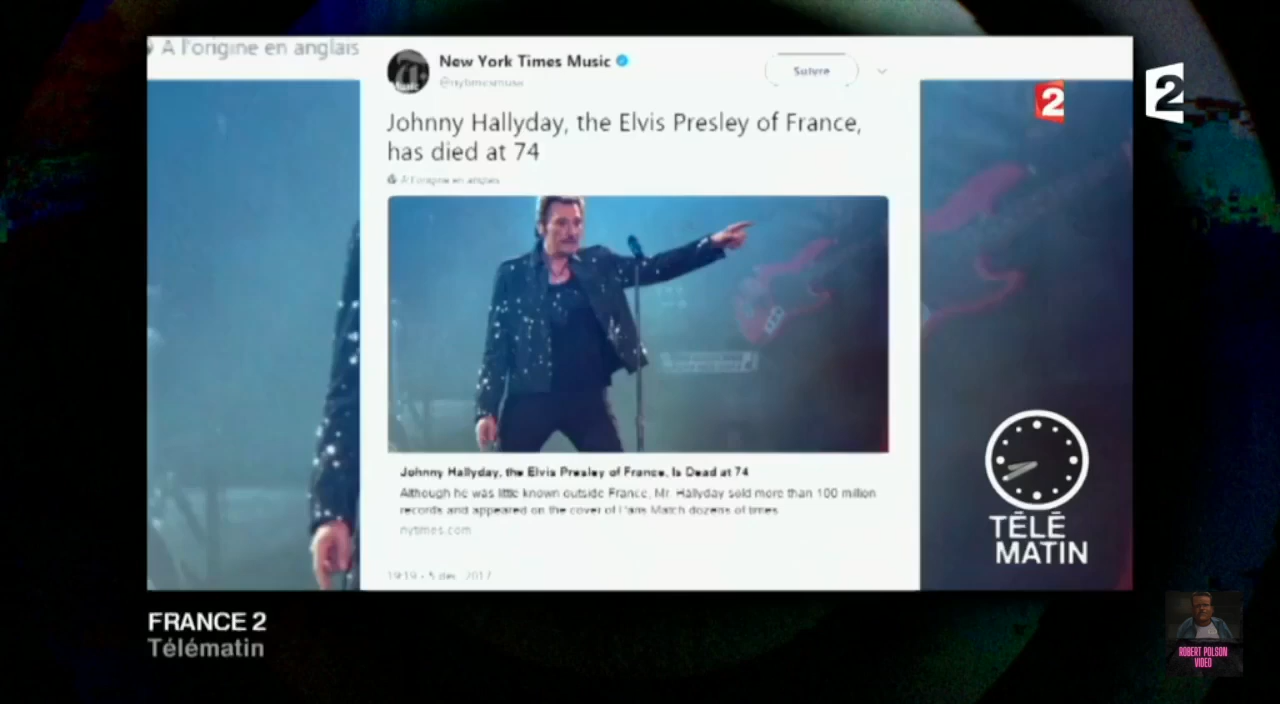 A l'origine en anglais
New York Times Music
Suivre
@nytimesmusic
Johnny Hallyday, the Elvis Presley of France,
has died at 74
A l'origine en anglais
Johnny Hallyday, the Elvis Presley of France, Is Dead at 74
Although he was little known outside France, Mr. Hallyday sold more than 100 million
records and appeared on the cover of Paris Match dozens of times.
nytimes.com
19:19 - 5 déc. 2017
2
2
TÉLÉ
MATIN
FRANCE 2
Télématin
ROBERT POLSON
VIDEO